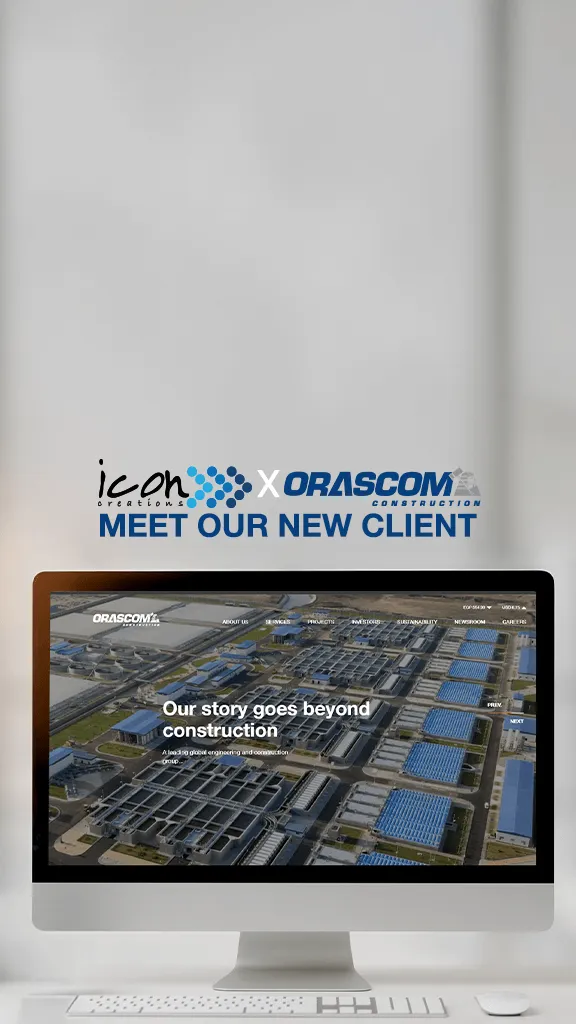 icon
creations
X
ORASCOM
CONSTRUCTION
MEET OUR NEW CLIENT
ORASCOM
CONSTRUCTION
ABOUT US SERVICES PROJECTS INVESTORS SUSTAINABILITY NEWSROOM CAREERS
PREV.
NEXT
Our story goes beyond
construction
A leading global engineering and construction
group...